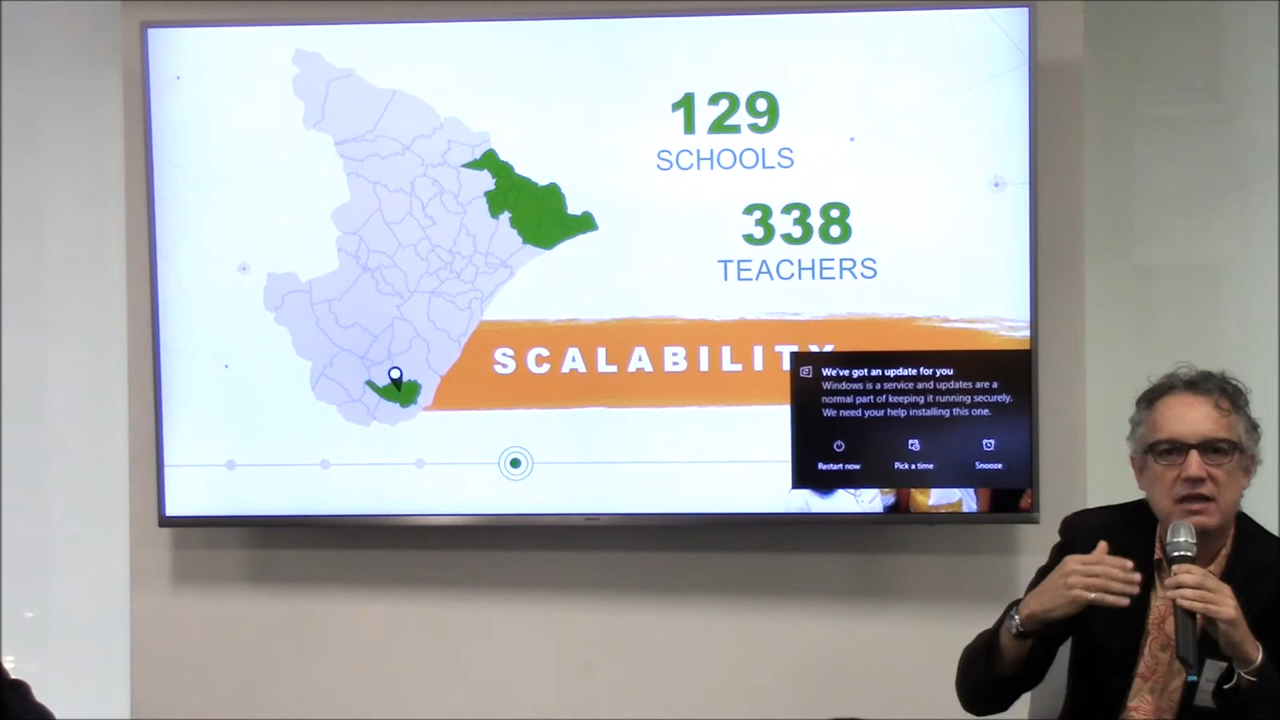 129
SCHOOLS
338
TEACHERS
SCALABILITY
We've got an update for you
Windows is a service and updates are a
normal part of keeping it running securely.
We need your help installing this one.
Restart now
Pick a time
Snooze